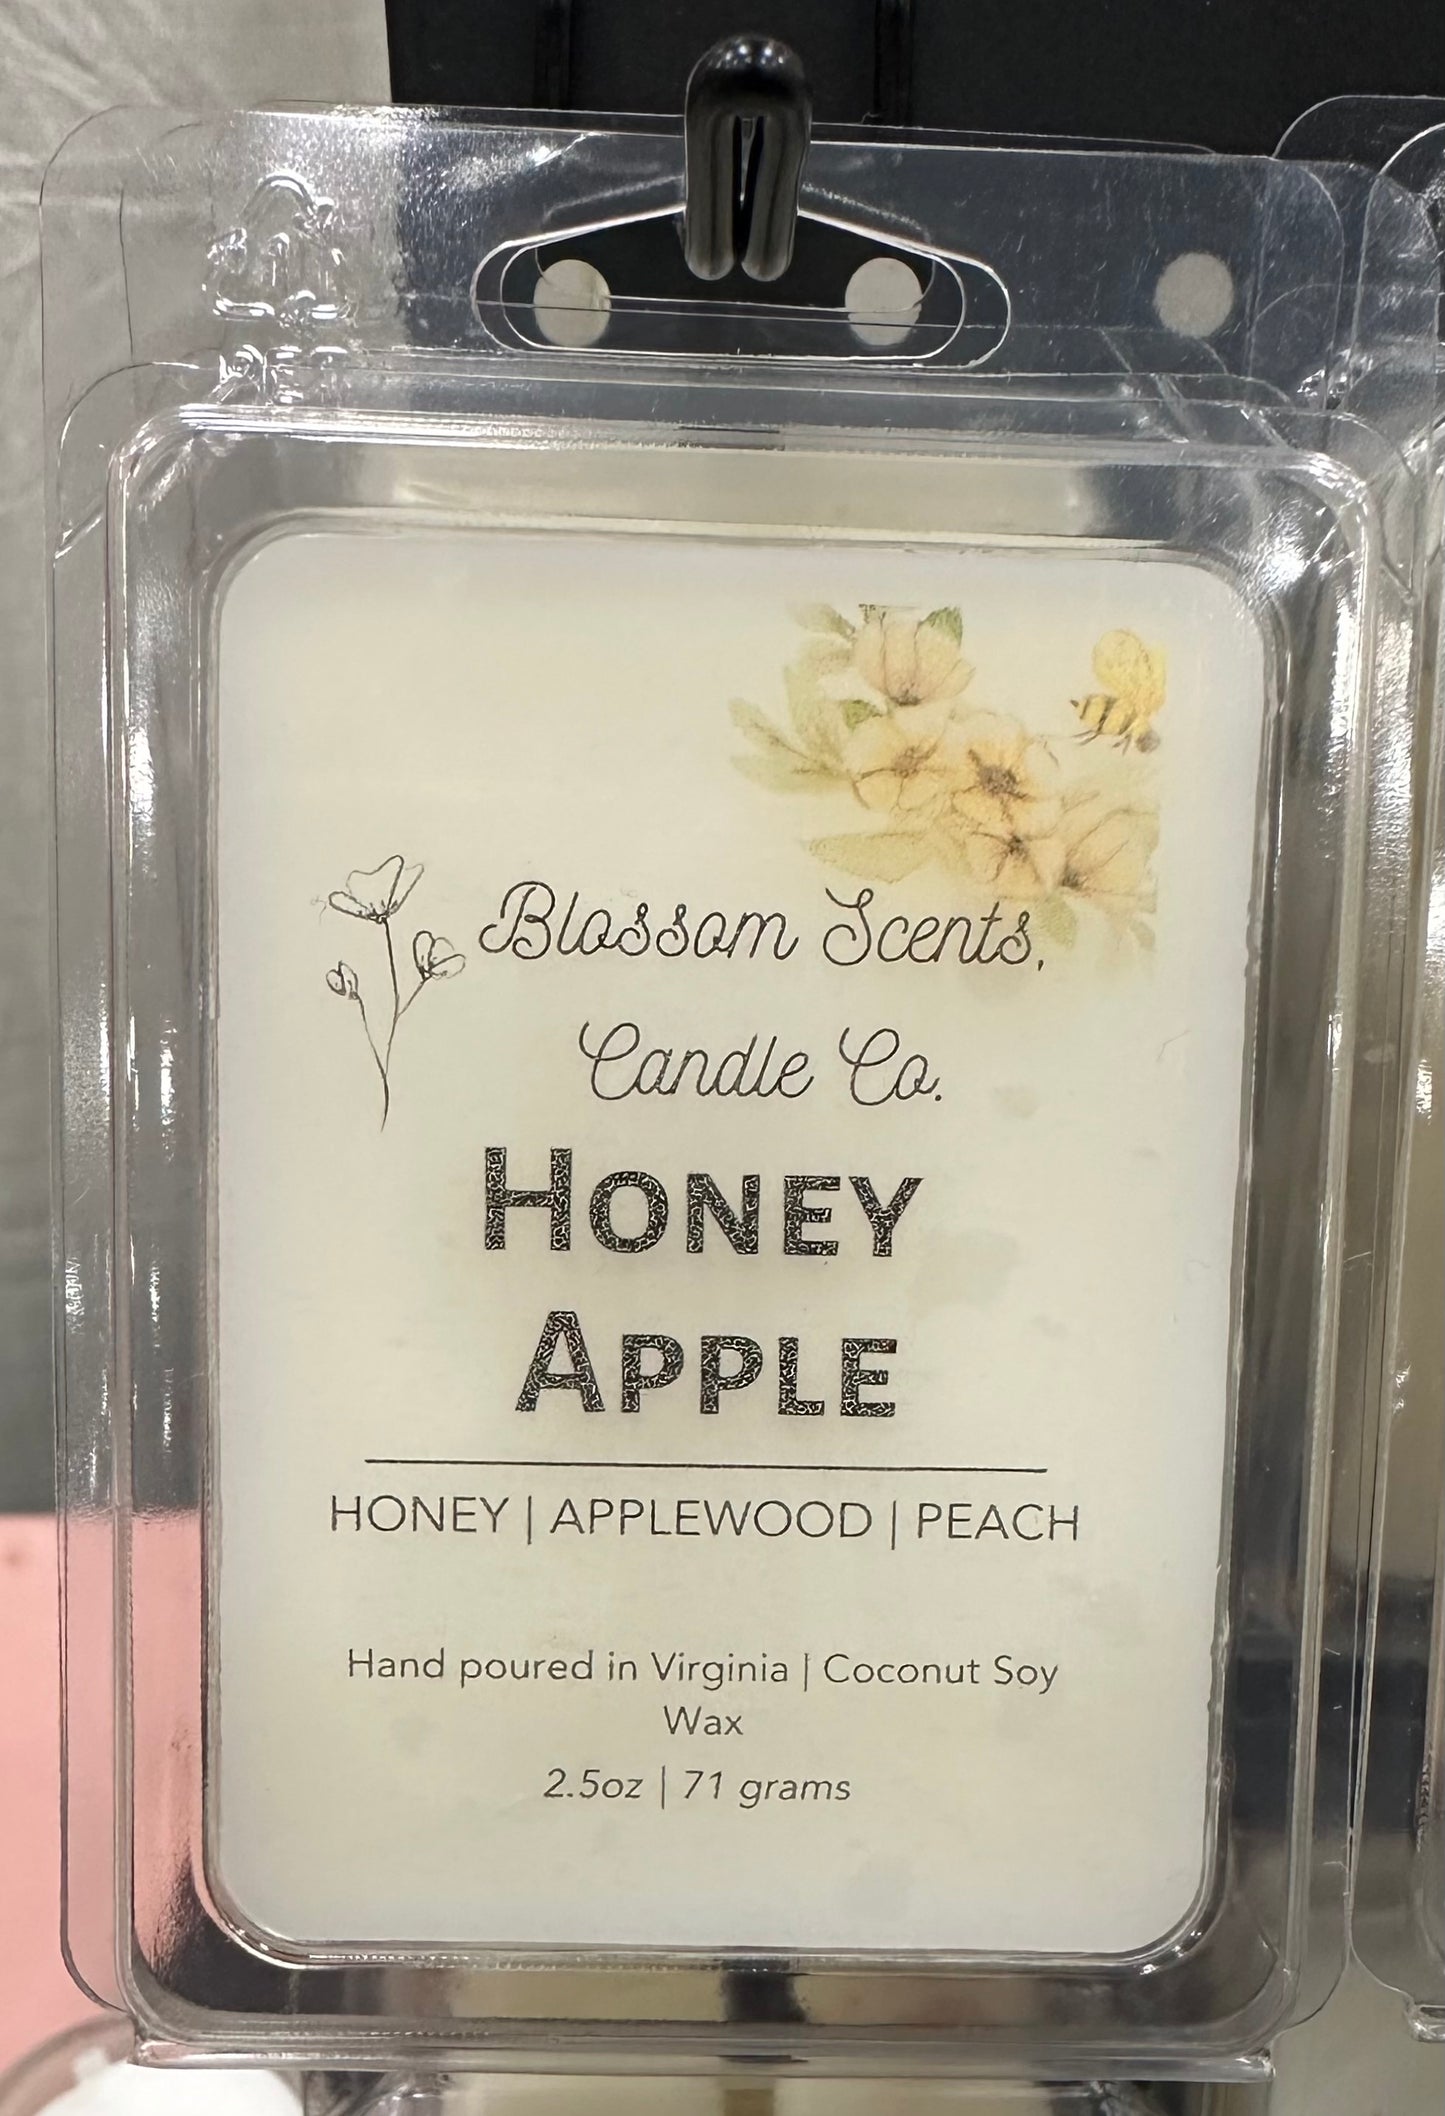 PET
Blossom Scents,
Candle Co.
HONEY
APPLE
HONEY | APPLEWOOD | PEACH
Hand poured in Virginia | Coconut Soy
Wax
2.5oz | 71 grams